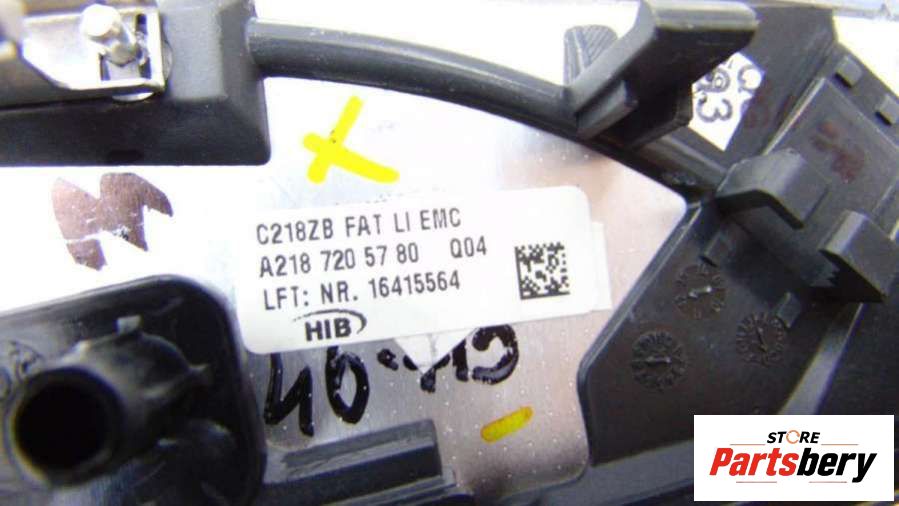 C218ZB FAT LI EMC
A218 720 57 80 Q04
LFT: NR. 16415564
HIB
STORE
Partsbery